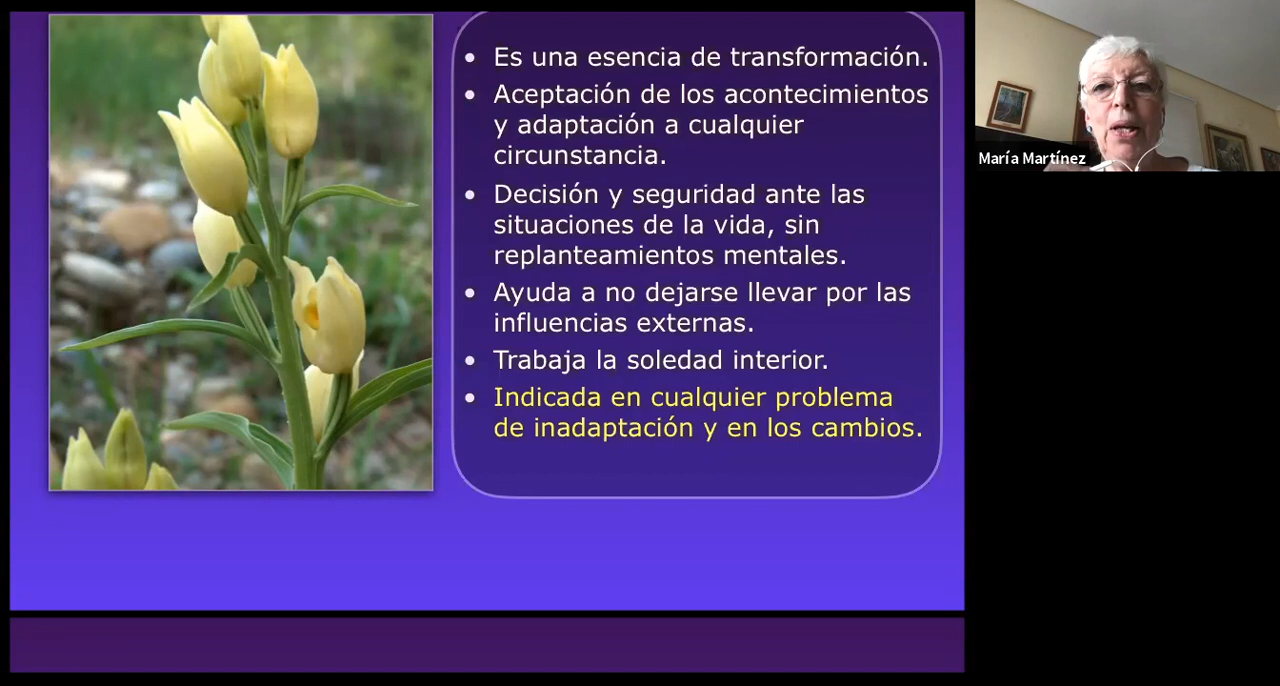 • Es una esencia de transformación.
• Aceptación de los acontecimientos
y adaptación a cualquier
circunstancia.
• Decisión y seguridad ante las
situaciones de la vida, sin
replanteamientos mentales.
• Ayuda a no dejarse llevar por las
influencias externas.
• Trabaja la soledad interior.
• Indicada en cualquier problema
de inadaptación y en los cambios.
María Martínez